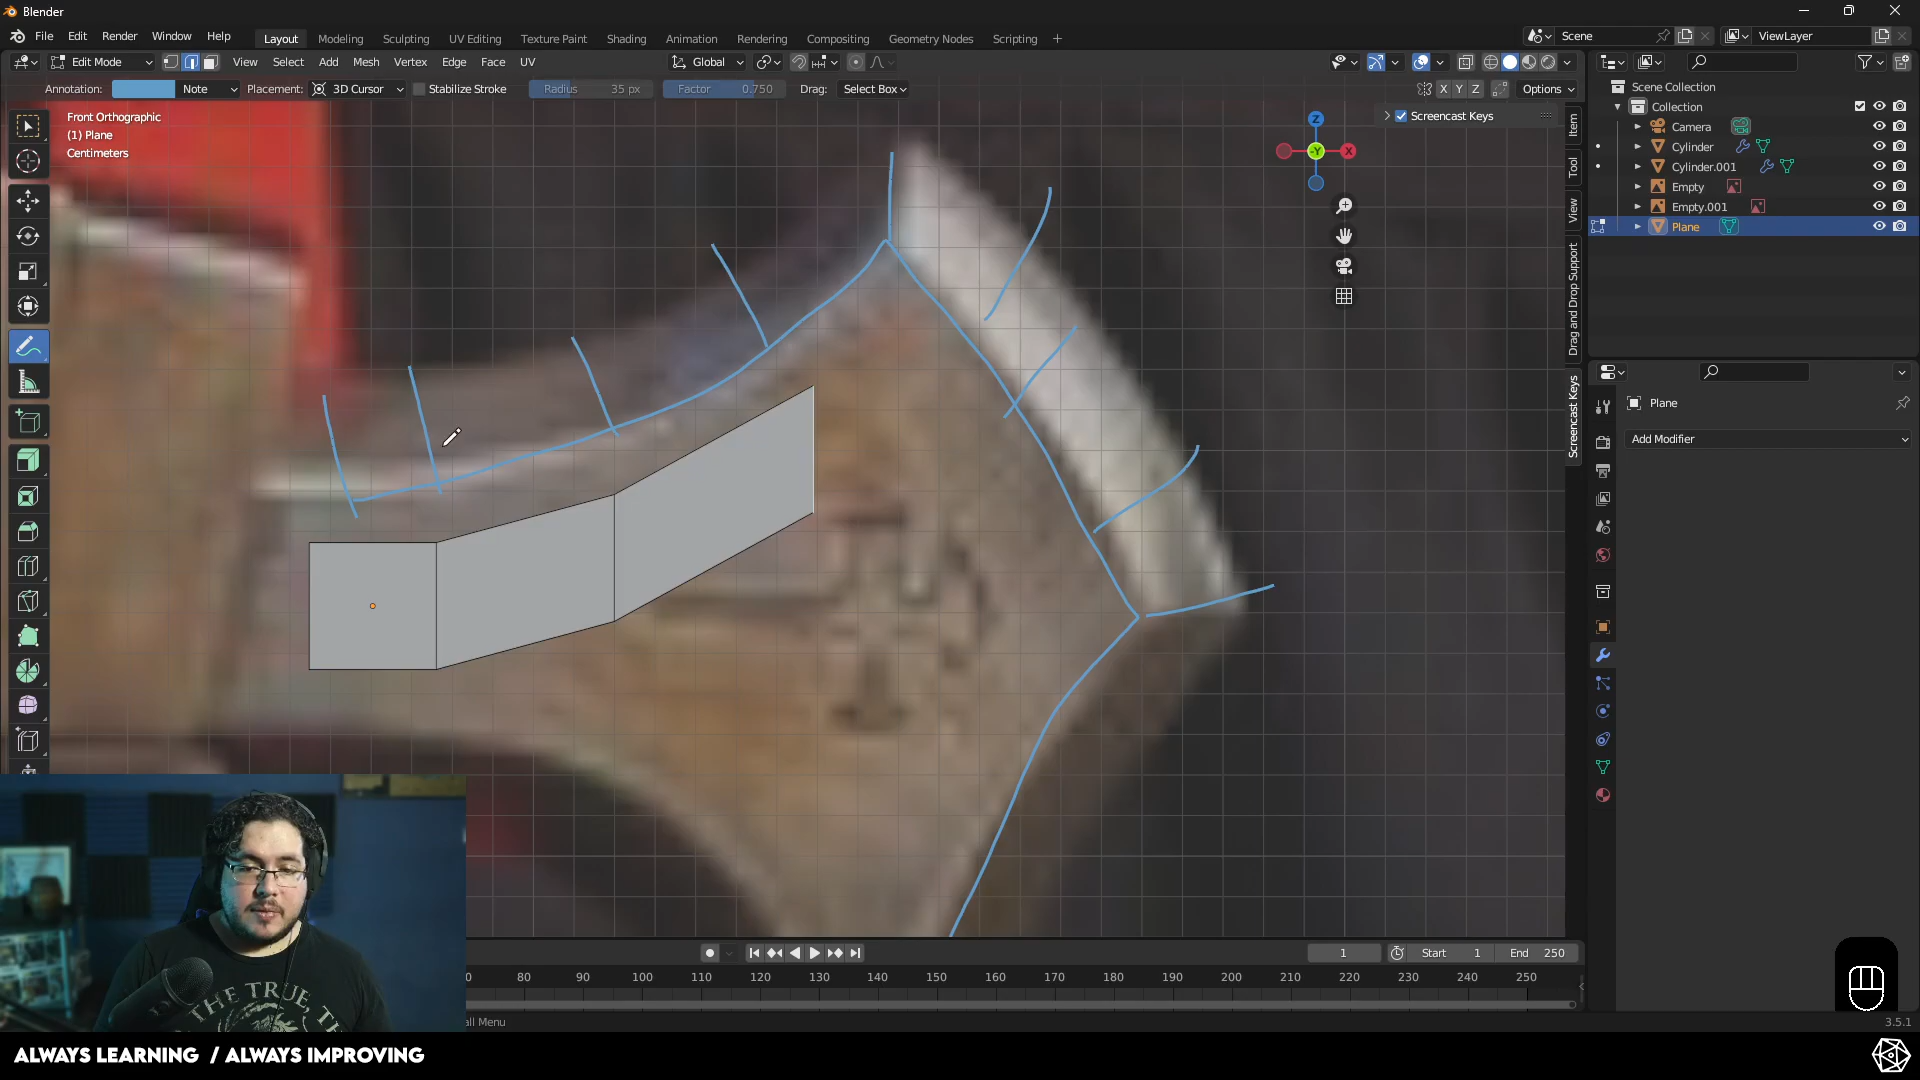 Blender
File Edit Render Window Help
Layout Modeling Sculpting UV Editing Texture Paint Shading Animation Rendering Compositing Geometry Nodes Scripting +
Scene
ViewLayer
Edit Mode View Select Add Mesh Vertex Edge Face UV
Global
Annotation: Note Placement: 3D Cursor Stabilize Stroke Radius 35 px Factor 0.750 Drag: Select Box
X Y Z Options
Front Orthographic
(1) Plane
Centimeters
Screencast Keys
Z
-Y
X
Item
Tool
View
Drag and Drop Support
Screencast Keys
Scene Collection
Collection
Camera
Cylinder
Cylinder.001
Empty
Empty.001
Plane
Plane
Add Modifier
1 Start 1 End 250
0 80 90 100 110 120 130 140 150 160 170 180 190 200 210 220 230 240 250
all Menu
3.5.1
THE TRUE, TH
ALWAYS LEARNING / ALWAYS IMPROVING